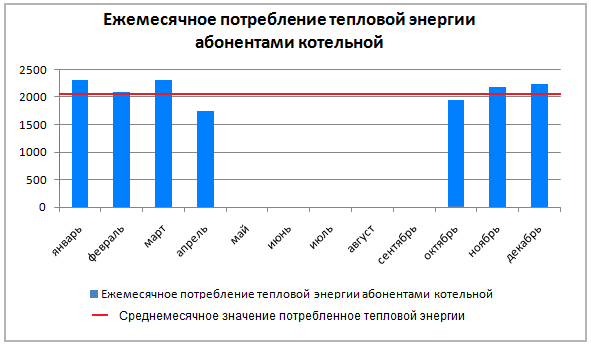 Ежемесячное потребление тепловой энергии
абонентами котельной
2500
2000
1500
1000
500
0
январь
февраль
март
апрель
май
июнь
июль
август
сентябрь
октябрь
ноябрь
декабрь
Ежемесячное потребление тепловой энергии абонентами котельной
Среднемесячное значение потребленное тепловой энергии